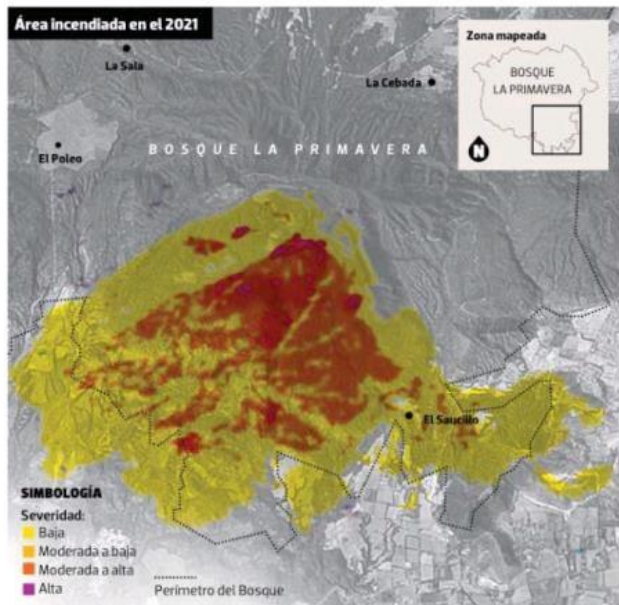 Área incendiada en el 2021
Zona mapeada
BOSQUE
LA PRIMAVERA
N
La Sala
La Cebada
El Poleo
BOSQUE LA PRIMAVERA
El Saucillo
SIMBOLOGÍA
Severidad:
Baja
Moderada a baja
Moderada a alta
Alta
Perímetro del Bosque